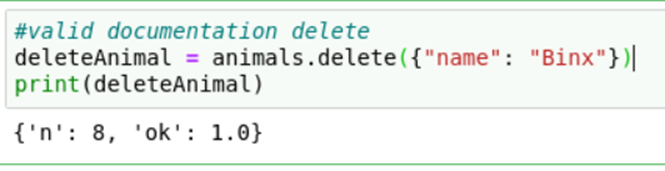 #valid documentation delete
deleteAnimal = animals.delete({"name": "Binx"})
print(deleteAnimal)
{'n': 8, 'ok': 1.0}